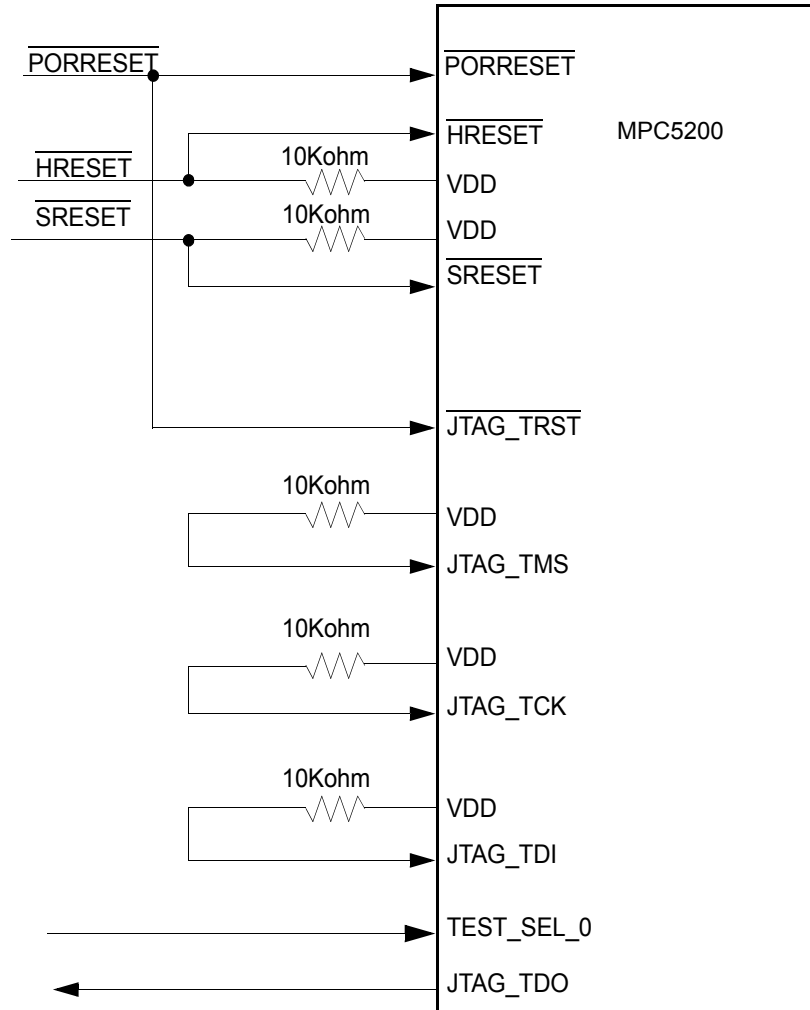 PORRESET
PORRESET
HRESET
MPC5200
10Kohm
HRESET
VDD
10Kohm
SRESET
VDD
SRESET
JTAG_TRST
10Kohm
VDD
JTAG_TMS
10Kohm
VDD
JTAG_TCK
10Kohm
VDD
JTAG_TDI
TEST_SEL_0
JTAG_TDO